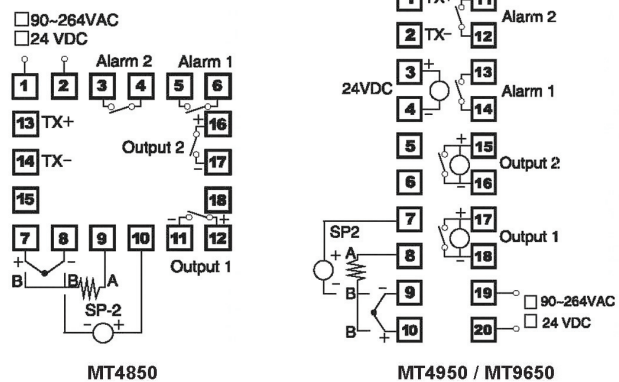 □90~264VAC
□24 VDC
Alarm 2 Alarm 1
1 2 3 4 5 6
13 TX+ + 16
Output 2
14 TX− − 17
15 18
− +
7 8 9 10 11 12
+ − Output 1
B B A
SP-2
− +
MT4850
1 TX+ 11
Alarm 2
2 TX− 12
3 + 13
24VDC Alarm 1
4 − 14
5 + 15
Output 2
6 − 16
7 + 17
SP2 Output 1
A
8 − 18
+
−
B − 9 19 □ 90~264VAC
B + 10 20 □ 24 VDC
MT4950 / MT9650